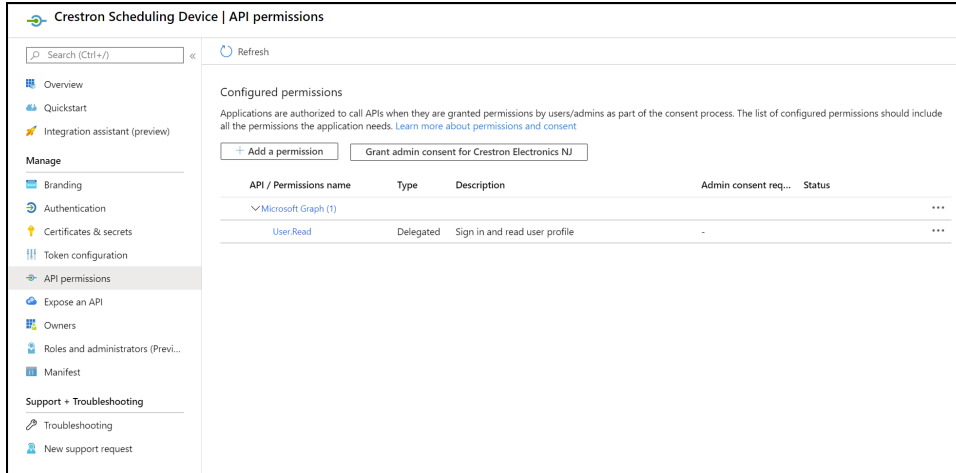 Crestron Scheduling Device | API permissions
Search (Ctrl+/)
«
Overview
Quickstart
Integration assistant (preview)
Manage
Branding
Authentication
Certificates & secrets
Token configuration
API permissions
Expose an API
Owners
Roles and administrators (Previ...
Manifest
Support + Troubleshooting
Troubleshooting
New support request
Refresh
Configured permissions
Applications are authorized to call APIs when they are granted permissions by users/admins as part of the consent process. The list of configured permissions should include
all the permissions the application needs. Learn more about permissions and consent
+ Add a permission Grant admin consent for Crestron Electronics NJ
API / Permissions name Type Description Admin consent req... Status
Microsoft Graph (1) ...
User.Read Delegated Sign in and read user profile - ...